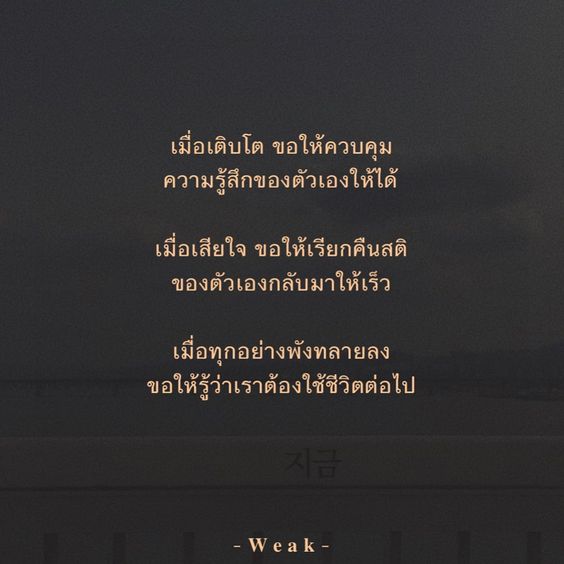 เมื่อเติบโต ขอให้ควบคุม
ความรู้สึกของตัวเองให้ได้
เมื่อเสียใจ ขอให้เรียกคืนสติ
ของตัวเองกลับมาให้เร็ว
เมื่อทุกอย่างพังทลายลง
ขอให้รู้ว่าเราต้องใช้ชีวิตต่อไป
지금
- W e a k -